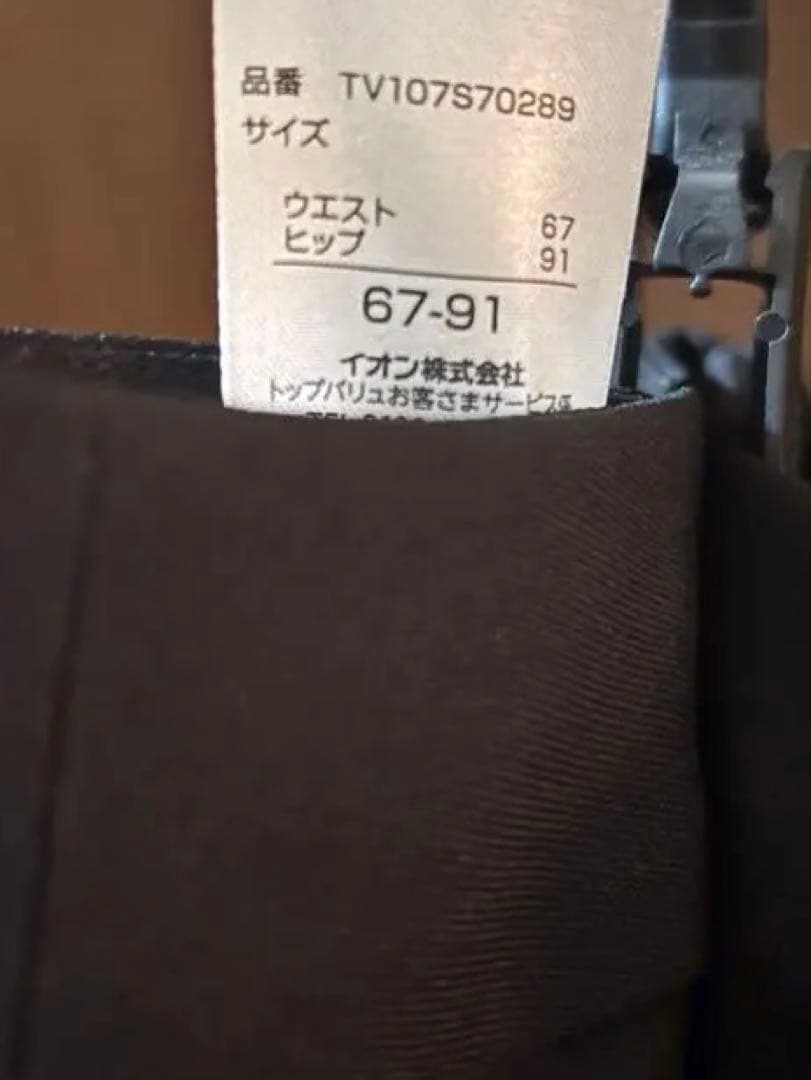 品番 TV107S70289
サイズ
ウエスト 67
ヒップ 91
67-91
イオン株式会社
トップバリュお客さまサービス係